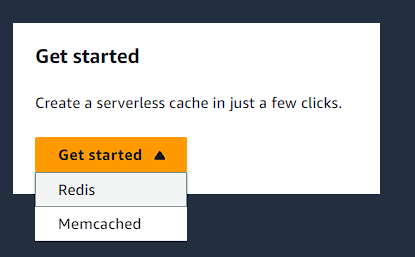 Get started
Create a serverless cache in just a few clicks.
Get started
Redis
Memcached